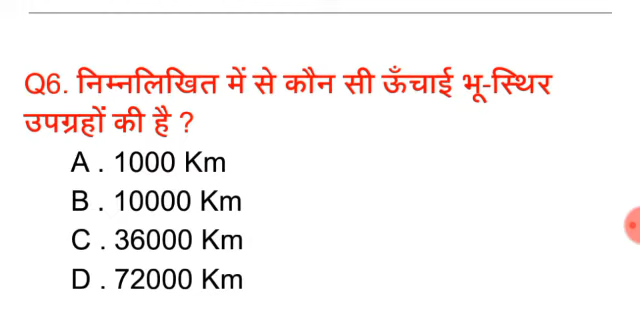 Q6. निम्नलिखित में से कौन सी ऊँचाई भू-स्थिर
उपग्रहों की है ?
A . 1000 Km
B . 10000 Km
C . 36000 Km
D . 72000 Km